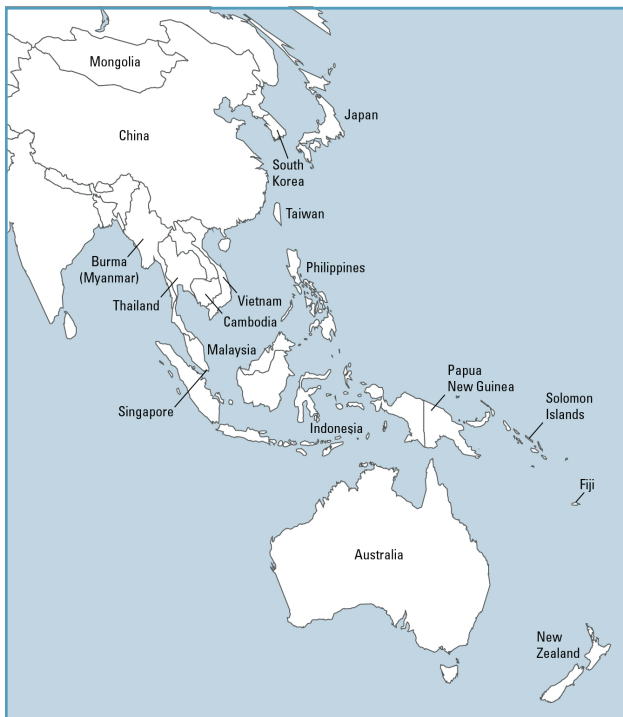 Mongolia
China
Japan
South
Korea
Taiwan
Burma
(Myanmar)
Philippines
Thailand
Vietnam
Cambodia
Malaysia
Singapore
Papua
New Guinea
Solomon
Islands
Indonesia
Fiji
Australia
New
Zealand